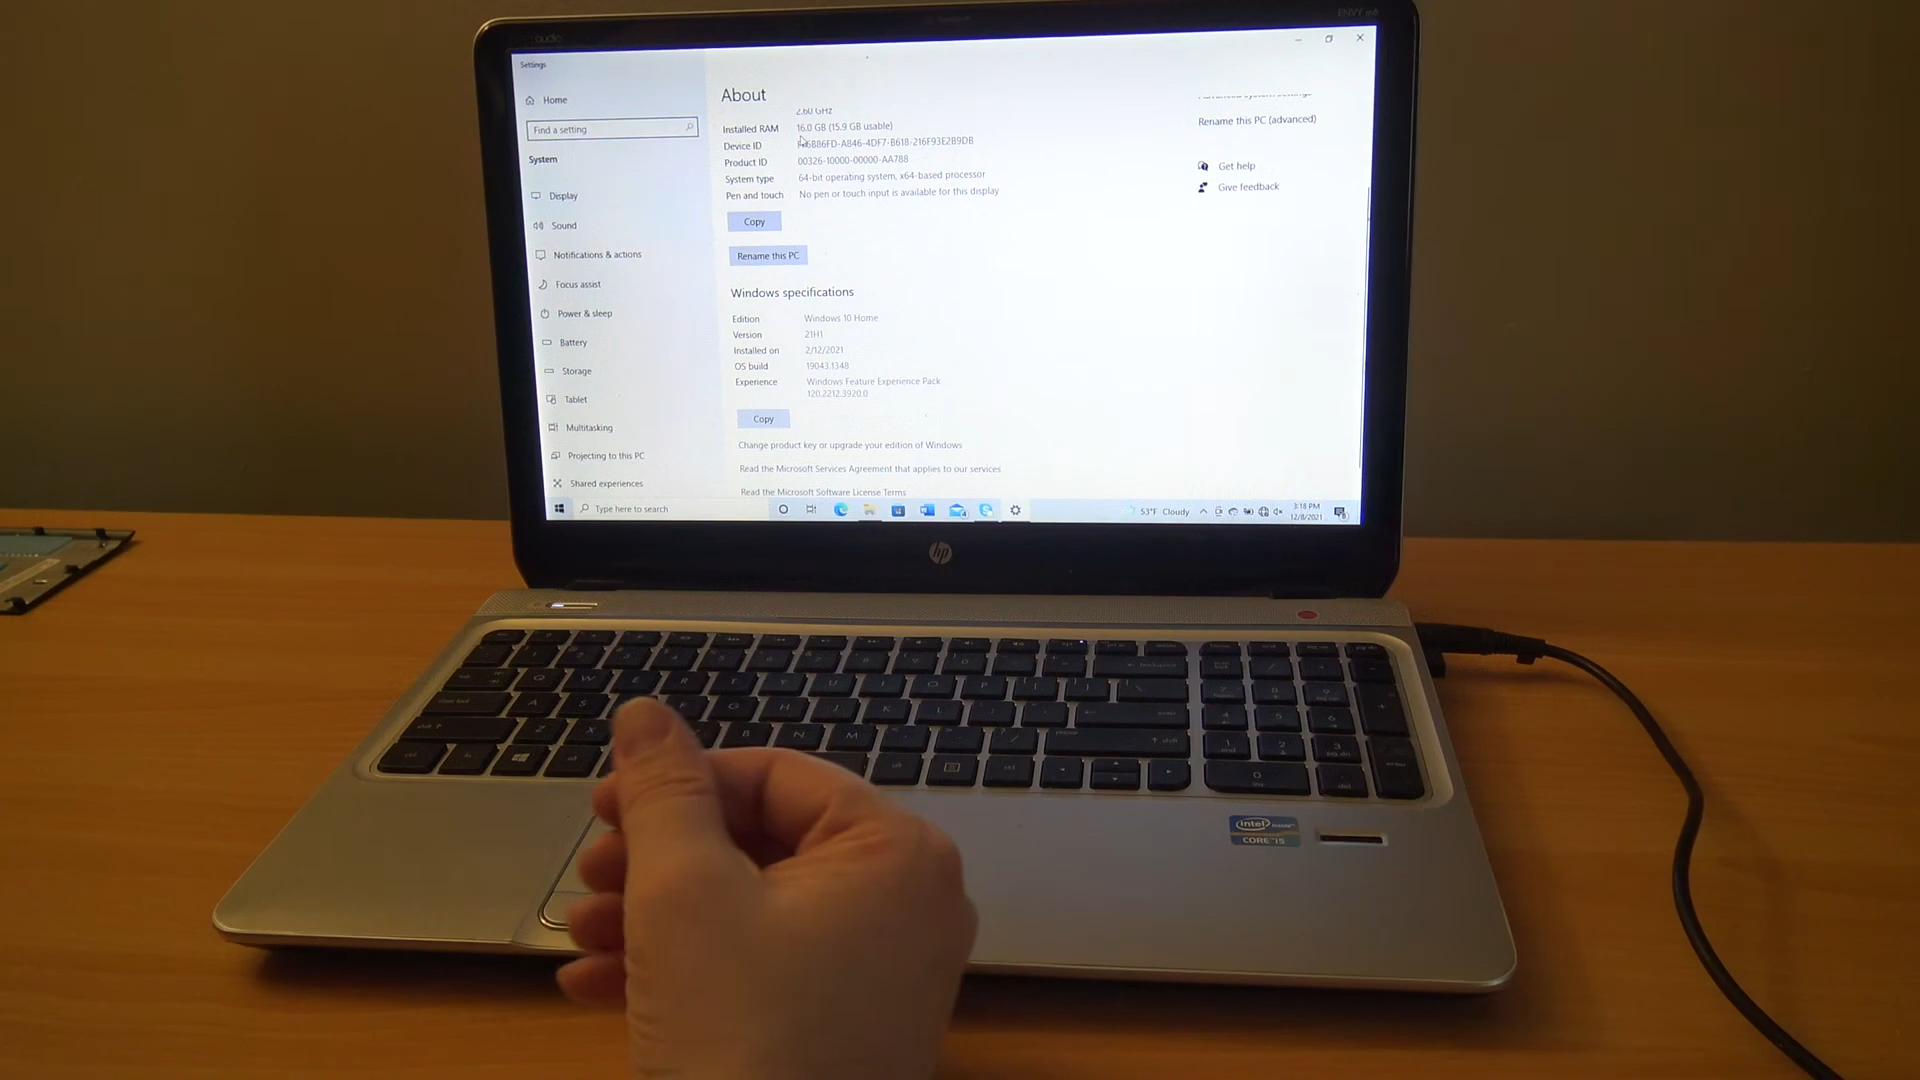 audio
ENVY m6
Settings
Home
Find a setting
System
Display
Sound
Notifications & actions
Focus assist
Power & sleep
Battery
Storage
Tablet
Multitasking
Projecting to this PC
Shared experiences
About
2.60 GHz
Installed RAM 16.0 GB (15.9 GB usable)
Device ID
Product ID 00326-10000-00000-AA788
System type 64-bit operating system, x64-based processor
Pen and touch No pen or touch input is available for this display
Copy
Rename this PC
Windows specifications
Edition Windows 10 Home
Version 21H1
Installed on 2/12/2021
OS build 19043.1348
Experience Windows Feature Experience Pack
120.2212.3920.0
Copy
Change product key or upgrade your edition of Windows
Read the Microsoft Services Agreement that applies to our services
Read the Microsoft Software License Terms
Rename this PC (advanced)
Get help
Give feedback
Type here to search
53°F Cloudy
3:18 PM
12/8/2021
hp
Q W E R T Y U I O P
A S F G H J K L
Z X B N M
intel inside
CORE i5